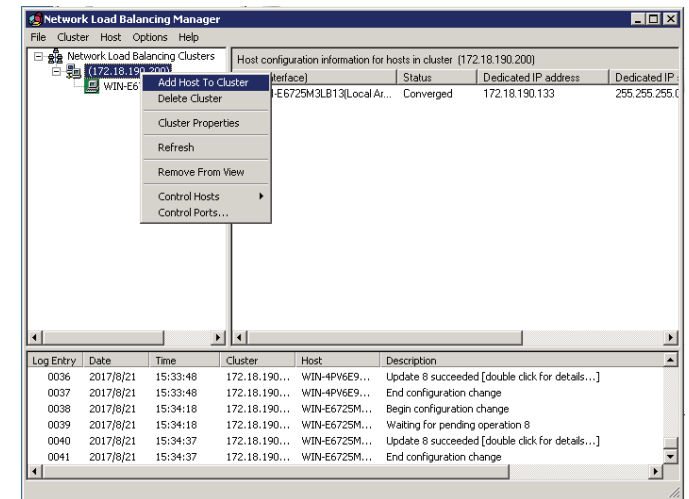 Network Load Balancing Manager
File Cluster Host Options Help
Network Load Balancing Clusters
Host configuration information for hosts in cluster (172.18.190.200)
(172.18.190.200)
WIN-E6
Add Host To Cluster
Delete Cluster
Cluster Properties
Refresh
Remove From View
Control Hosts
Control Ports...
terface) Status Dedicated IP address Dedicated IP
-E6725M3LB13(Local Ar... Converged 172.18.190.133 255.255.255.
Log Entry Date Time Cluster Host Description
0036 2017/8/21 15:33:48 172.18.190... WIN-4PV6E9... Update 8 succeeded [double click for details...]
0037 2017/8/21 15:33:48 172.18.190... WIN-4PV6E9... End configuration change
0038 2017/8/21 15:34:18 172.18.190... WIN-E6725M... Begin configuration change
0039 2017/8/21 15:34:18 172.18.190... WIN-E6725M... Waiting for pending operation 8
0040 2017/8/21 15:34:37 172.18.190... WIN-E6725M... Update 8 succeeded [double click for details...]
0041 2017/8/21 15:34:37 172.18.190... WIN-E6725M... End configuration change